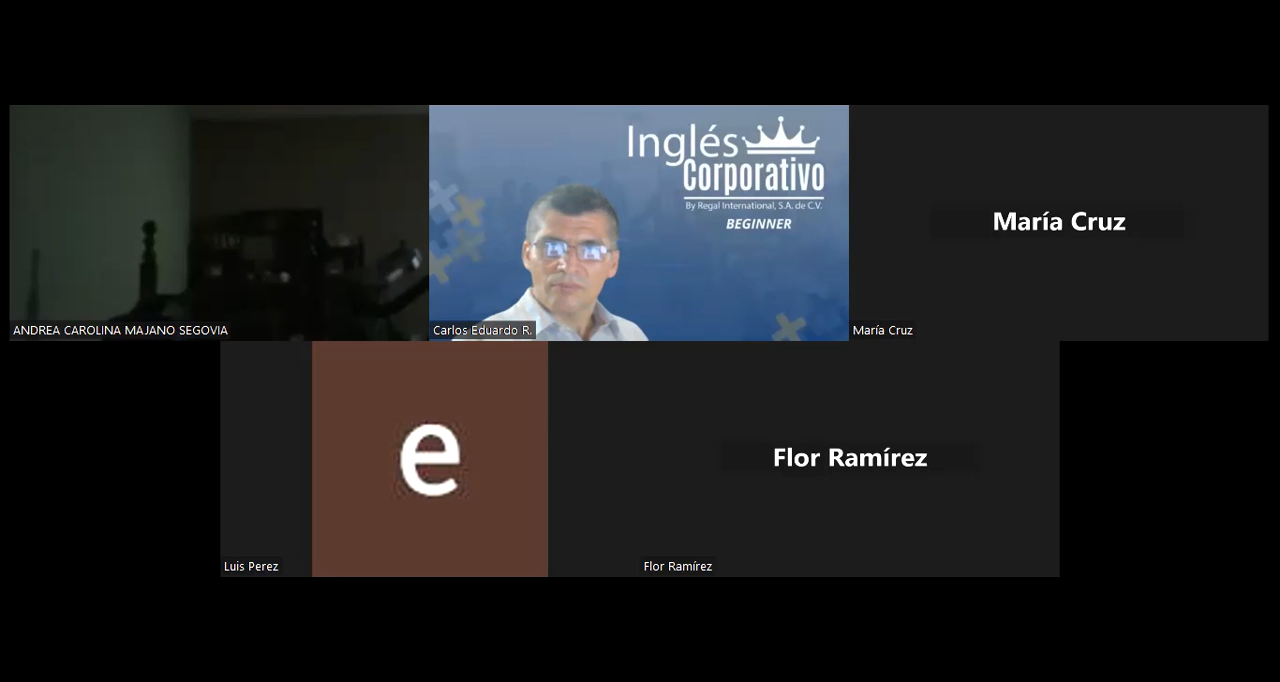 Inglés
Corporativo
By Regal International, S.A. de C.V.
BEGINNER
María Cruz
ANDREA CAROLINA MAJANO SEGOVIA
Carlos Eduardo R.
María Cruz
e
Flor Ramírez
Luis Perez
Flor Ramírez